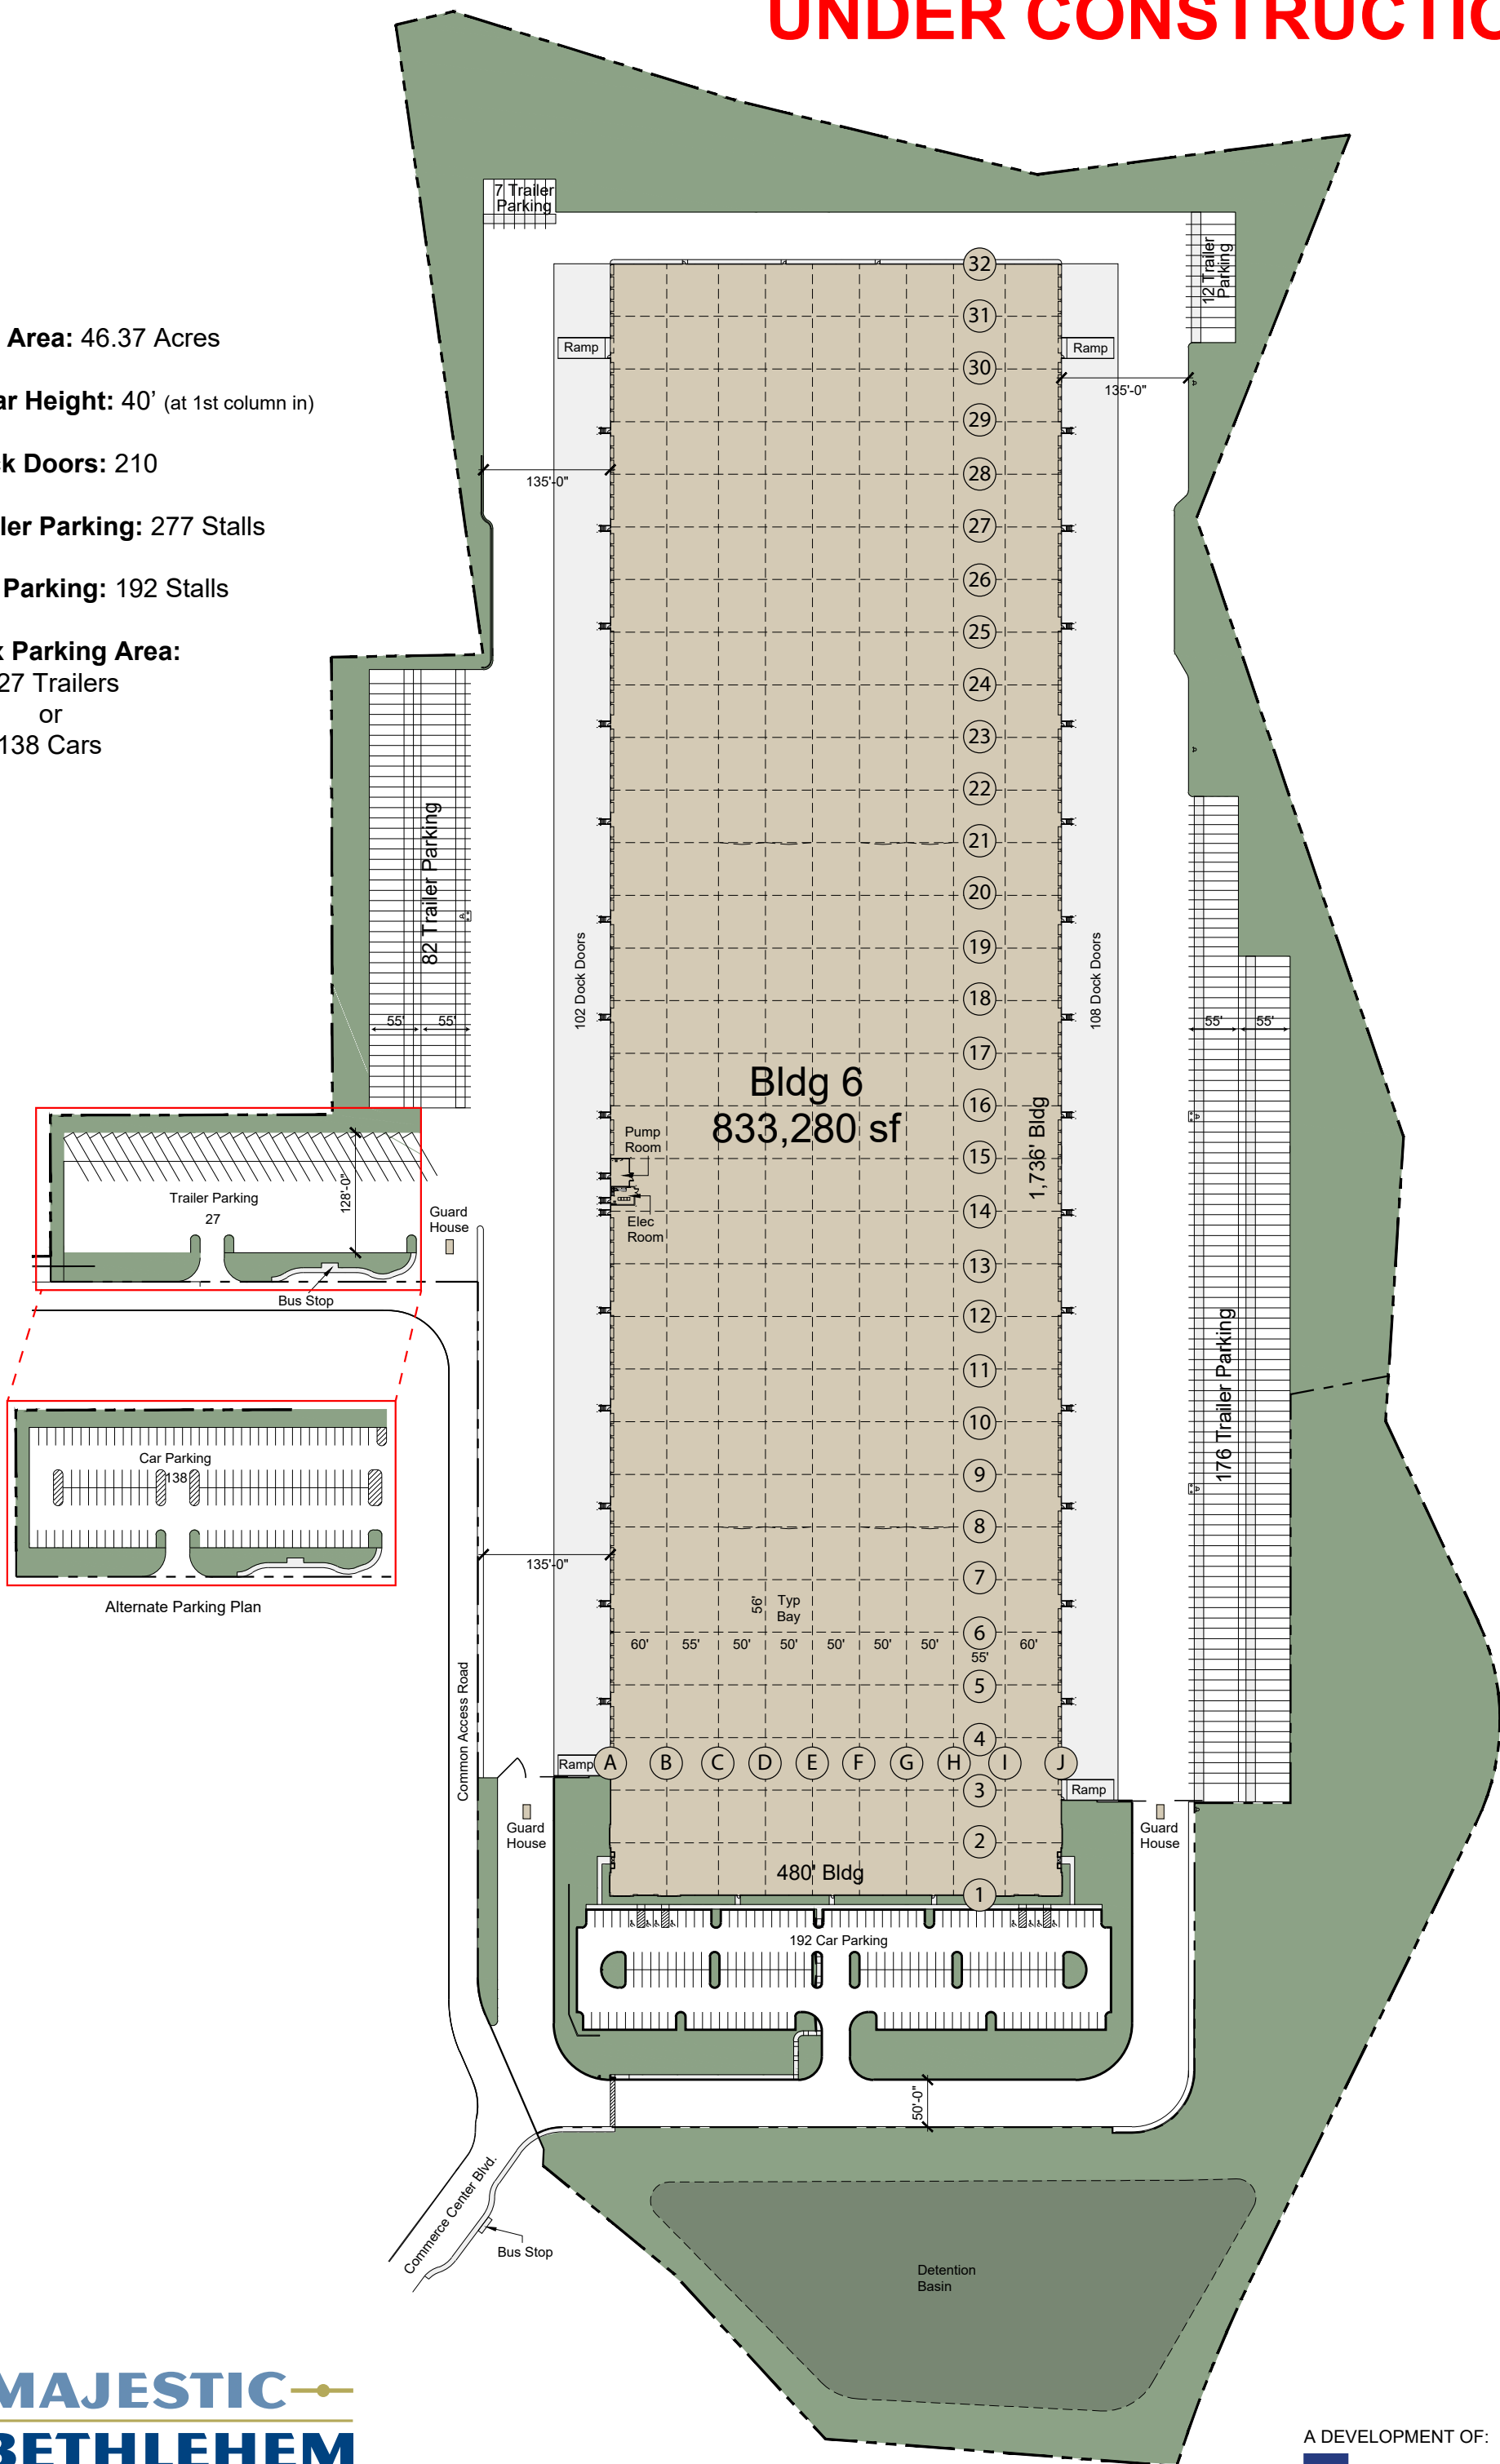 UNDER CONSTRUCTIO
Area: 46.37 Acres
ar Height: 40’ (at 1st column in)
k Doors: 210
ler Parking: 277 Stalls
Parking: 192 Stalls
x Parking Area:
27 Trailers
or
138 Cars
7 Trailer
Parking
12 Trailer
Parking
Ramp
Ramp
135'-0"
135'-0"
32
31
30
29
28
27
26
25
24
23
22
21
20
19
18
17
16
15
14
13
12
11
10
9
8
7
6
5
4
3
2
1
82 Trailer Parking
55'
55'
102 Dock Doors
108 Dock Doors
55'
55'
Bldg 6
833,280 sf
1,736' Bldg
Pump
Room
Elec
Room
Trailer Parking
27
128'-0"
Guard
House
Bus Stop
176 Trailer Parking
Car Parking
138
Alternate Parking Plan
135'-0"
56'
Typ
Bay
60'
55'
50'
50'
50'
50'
50'
55'
60'
Common Access Road
Ramp
A
B
C
D
E
F
G
H
I
J
Ramp
Guard
House
Guard
House
480' Bldg
192 Car Parking
50'-0"
Commerce Center Blvd.
Bus Stop
Detention
Basin
MAJESTIC
BETHLEHEM
A DEVELOPMENT OF: